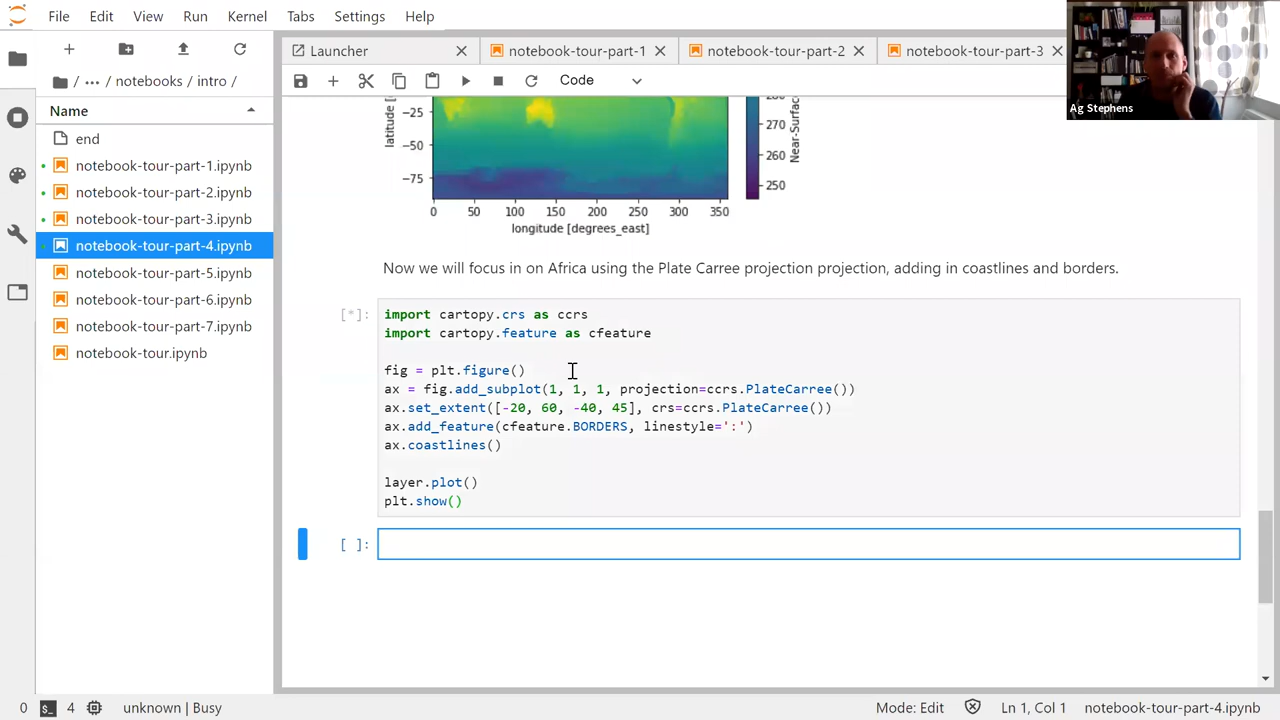 File Edit View Run Kernel Tabs Settings Help
Ag Stephens
Launcher
notebook-tour-part-1
notebook-tour-part-2
notebook-tour-part-3
/ ... notebooks / intro /
Code
Name
end
notebook-tour-part-1.ipynb
notebook-tour-part-2.ipynb
notebook-tour-part-3.ipynb
notebook-tour-part-4.ipynb
notebook-tour-part-5.ipynb
notebook-tour-part-6.ipynb
notebook-tour-part-7.ipynb
notebook-tour.ipynb
latitude [
−25
−50
−75
0 50 100 150 200 250 300 350
longitude [degrees_east]
270
260
250
Near-Surfac
Now we will focus in on Africa using the Plate Carree projection projection, adding in coastlines and borders.
[*]:
import cartopy.crs as ccrs
import cartopy.feature as cfeature
fig = plt.figure()
ax = fig.add_subplot(1, 1, 1, projection=ccrs.PlateCarree())
ax.set_extent([-20, 60, -40, 45], crs=ccrs.PlateCarree())
ax.add_feature(cfeature.BORDERS, linestyle=':')
ax.coastlines()
layer.plot()
plt.show()
[ ]:
0 4 unknown | Busy Mode: Edit Ln 1, Col 1 notebook-tour-part-4.ipynb